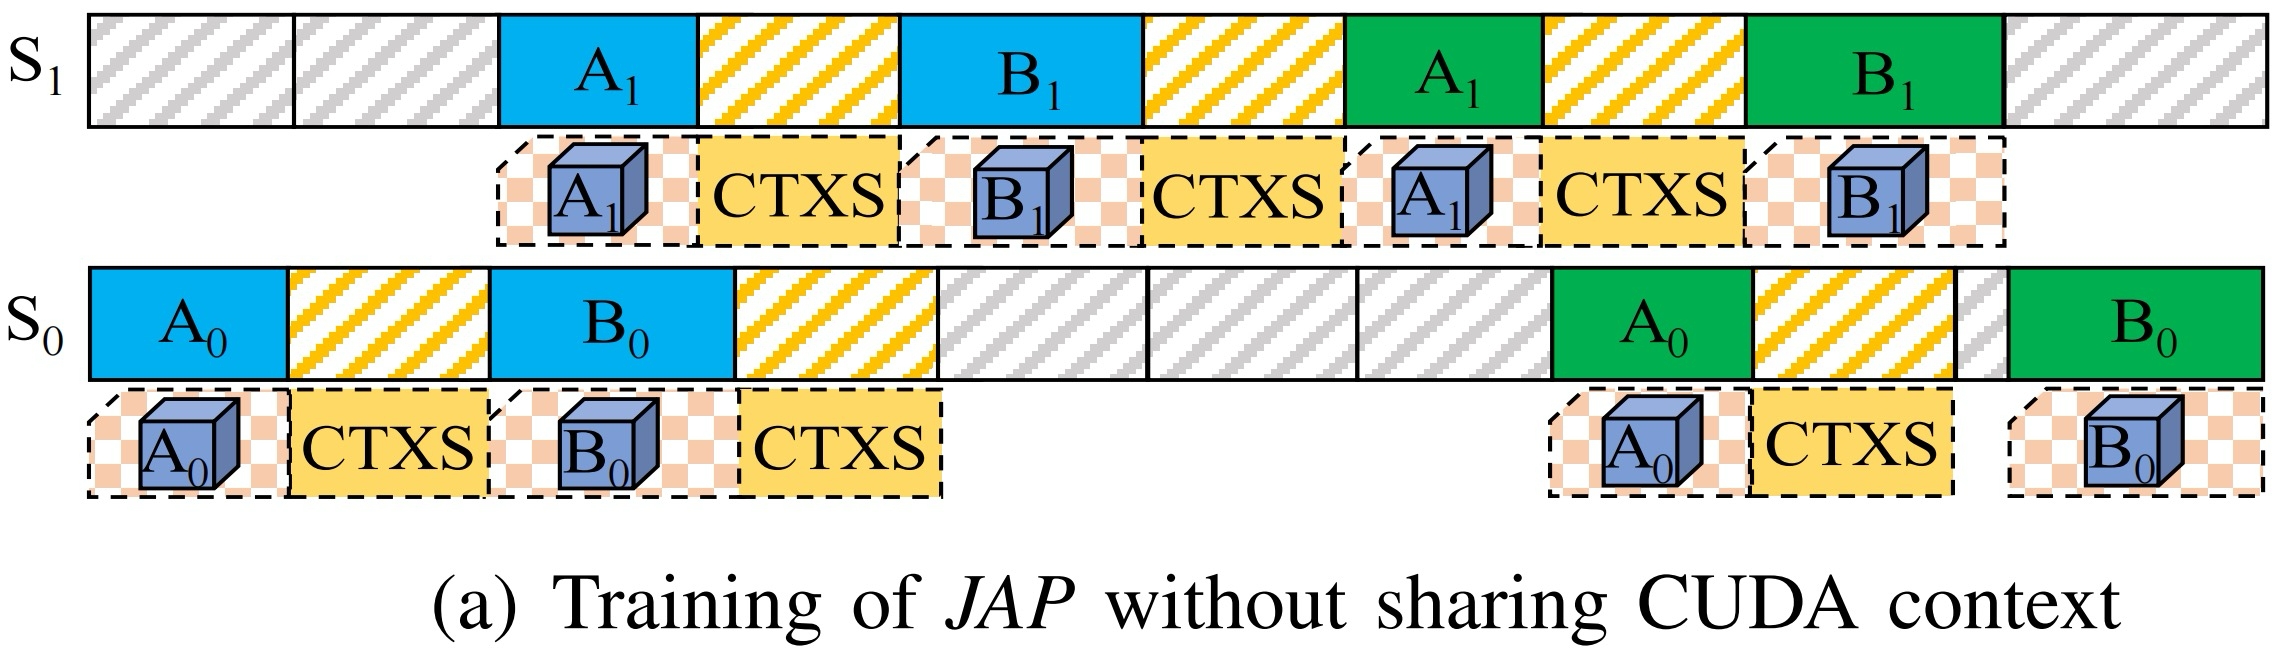 S₁ A₁ B₁ A₁ B₁
A₁ CTXS B₁ CTXS A₁ CTXS B₁
S₀ A₀ B₀ A₀ B₀
A₀ CTXS B₀ CTXS A₀ CTXS B₀
(a) Training of JAP without sharing CUDA context